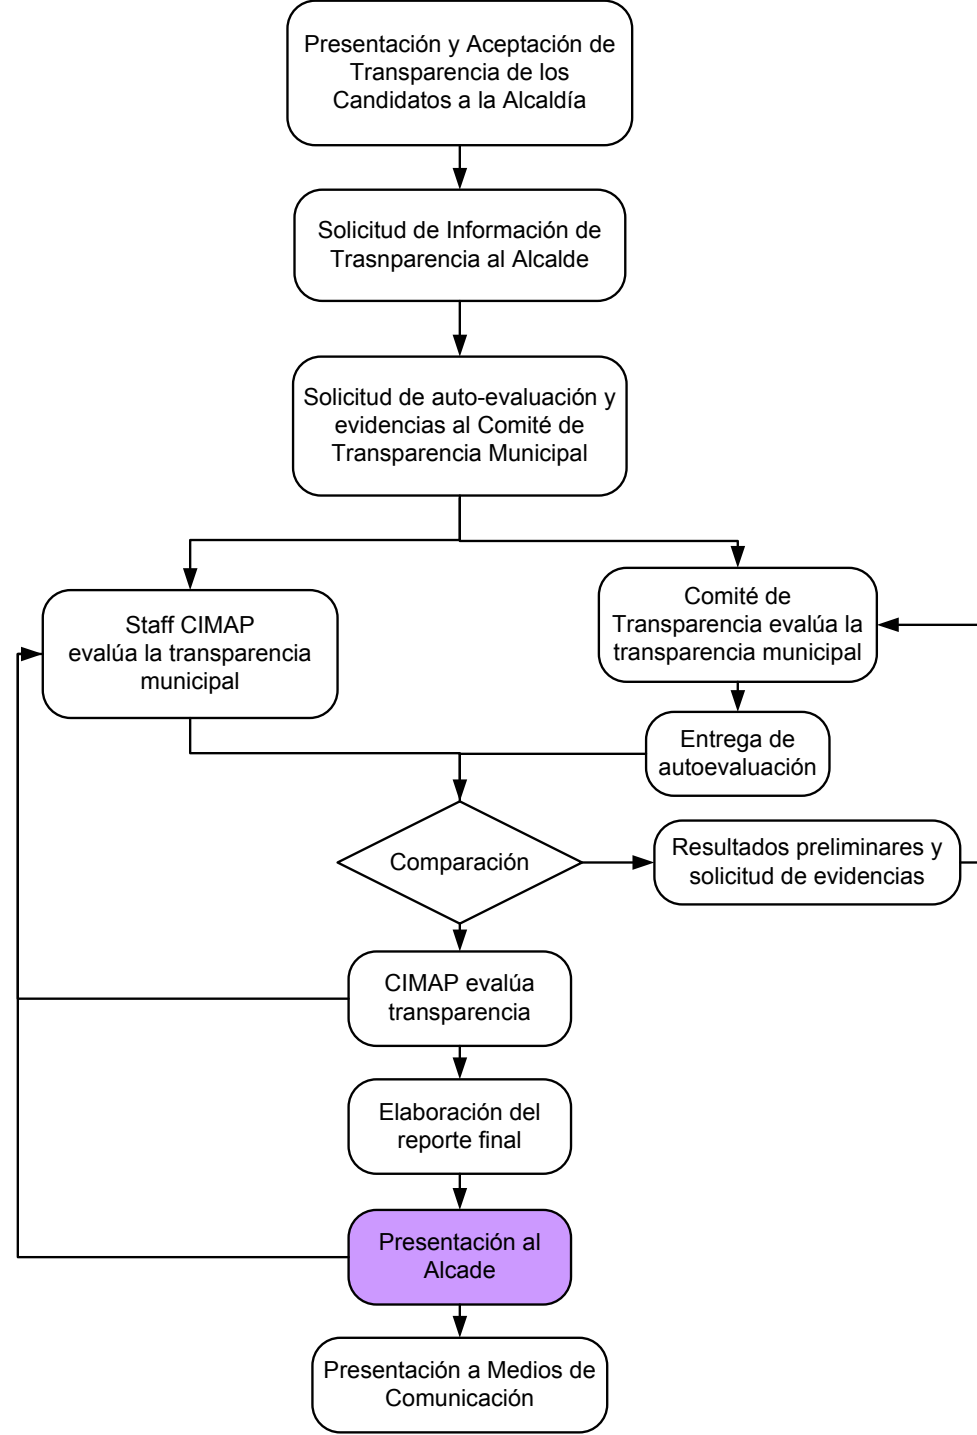 Presentación y Aceptación de
Transparencia de los
Candidatos a la Alcaldía
Solicitud de Información de
Trasnparencia al Alcalde
Solicitud de auto-evaluación y
evidencias al Comité de
Transparencia Municipal
Staff CIMAP
evalúa la transparencia
municipal
Comité de
Transparencia evalúa la
transparencia municipal
Entrega de
autoevaluación
Comparación
Resultados preliminares y
solicitud de evidencias
CIMAP evalúa
transparencia
Elaboración del
reporte final
Presentación al
Alcade
Presentación a Medios de
Comunicación